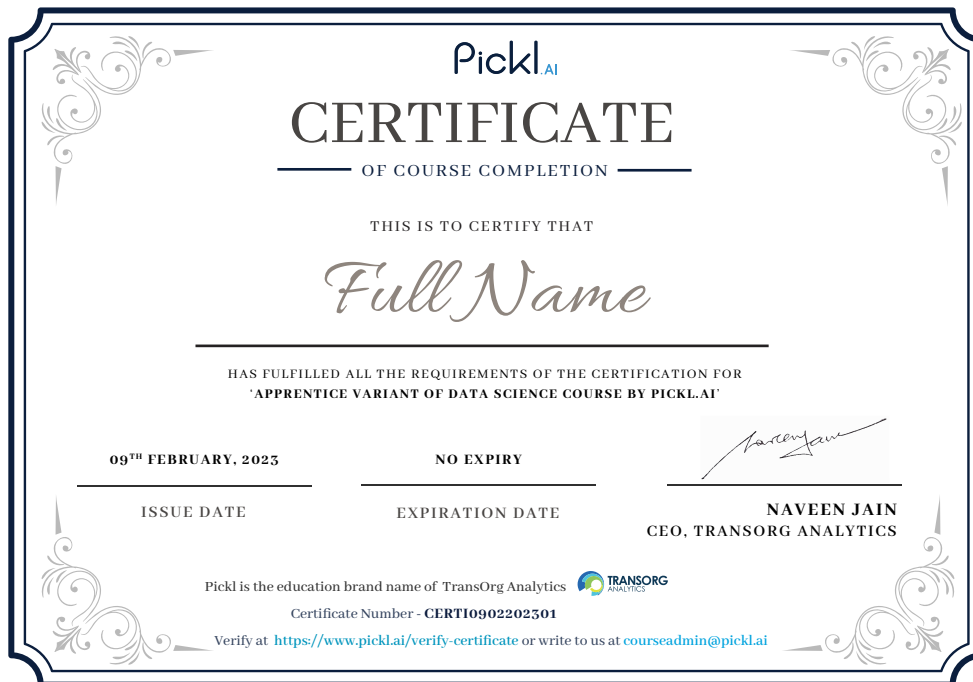 Pickl.AI
CERTIFICATE
OF COURSE COMPLETION
THIS IS TO CERTIFY THAT
Full Name
HAS FULFILLED ALL THE REQUIREMENTS OF THE CERTIFICATION FOR
'APPRENTICE VARIANT OF DATA SCIENCE COURSE BY PICKL.AI'
09TH FEBRUARY, 2023
ISSUE DATE
NO EXPIRY
EXPIRATION DATE
Naveen Jain
NAVEEN JAIN
CEO, TRANSORG ANALYTICS
Pickl is the education brand name of TransOrg Analytics
TRANSORG
ANALYTICS
Certificate Number - CERTI0902202301
Verify at https://www.pickl.ai/verify-certificate or write to us at courseadmin@pickl.ai